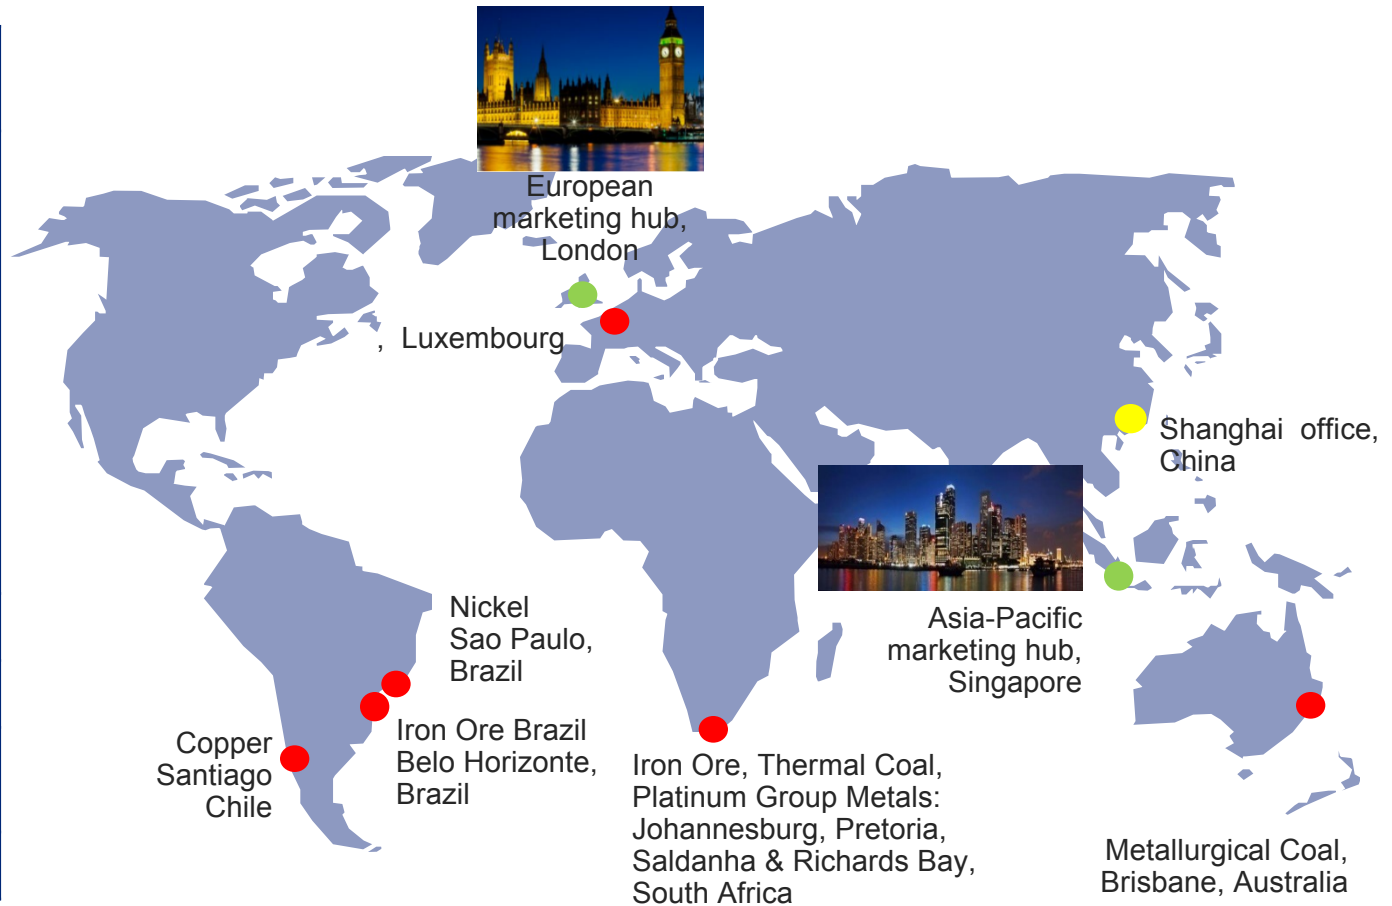 European
marketing hub,
London
, Luxembourg
Shanghai office,
China
Asia-Pacific
marketing hub,
Singapore
Nickel
Sao Paulo,
Brazil
Iron Ore Brazil
Belo Horizonte,
Brazil
Copper
Santiago
Chile
Iron Ore, Thermal Coal,
Platinum Group Metals:
Johannesburg, Pretoria,
Saldanha & Richards Bay,
South Africa
Metallurgical Coal,
Brisbane, Australia